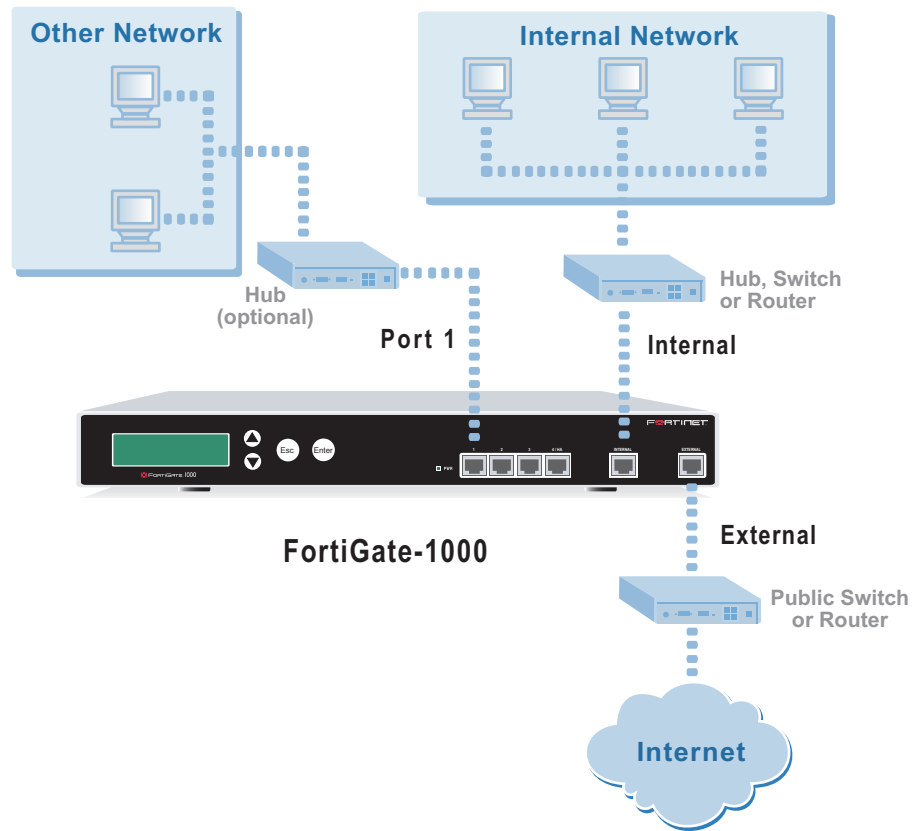 Other Network
Internal Network
Hub
(optional)
Hub, Switch
or Router
Port 1
Internal
FORTINET
Esc
Enter
PWR
1
2
3
4 / HA
INTERNAL
EXTERNAL
FortiGate 1000
FortiGate-1000
External
Public Switch
or Router
Internet